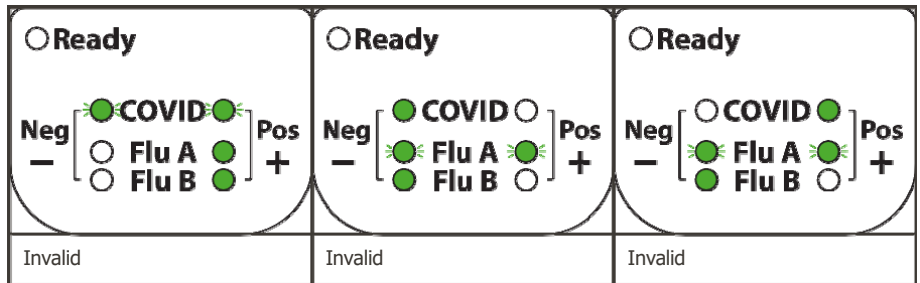 Ready
COVID
Neg
Pos
Flu A
−
+
Flu B
Invalid
Ready
COVID
Neg
Pos
Flu A
−
+
Flu B
Invalid
Ready
COVID
Neg
Pos
Flu A
−
+
Flu B
Invalid